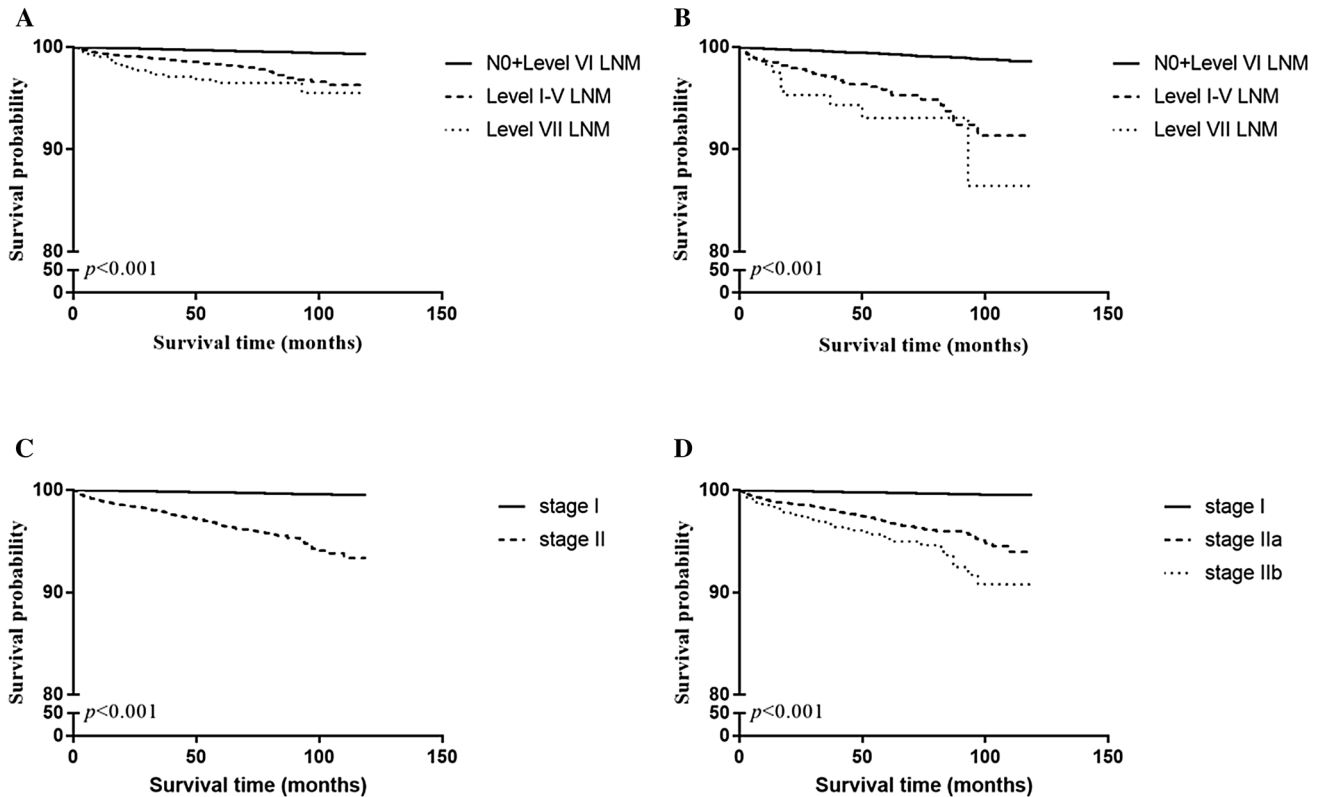 A
100
90
80
50
0
Survival probability
p<0.001
0 50 100 150
Survival time (months)
N0+Level VI LNM
Level I-V LNM
Level VII LNM
B
100
90
80
50
0
Survival probability
p<0.001
0 50 100 150
Survival time (months)
N0+Level VI LNM
Level I-V LNM
Level VII LNM
C
100
90
80
50
0
Survival probability
p<0.001
0 50 100 150
Survival time (months)
stage I
stage II
D
100
90
80
50
0
Survival probability
p<0.001
0 50 100 150
Survival time (months)
stage I
stage IIa
stage IIb